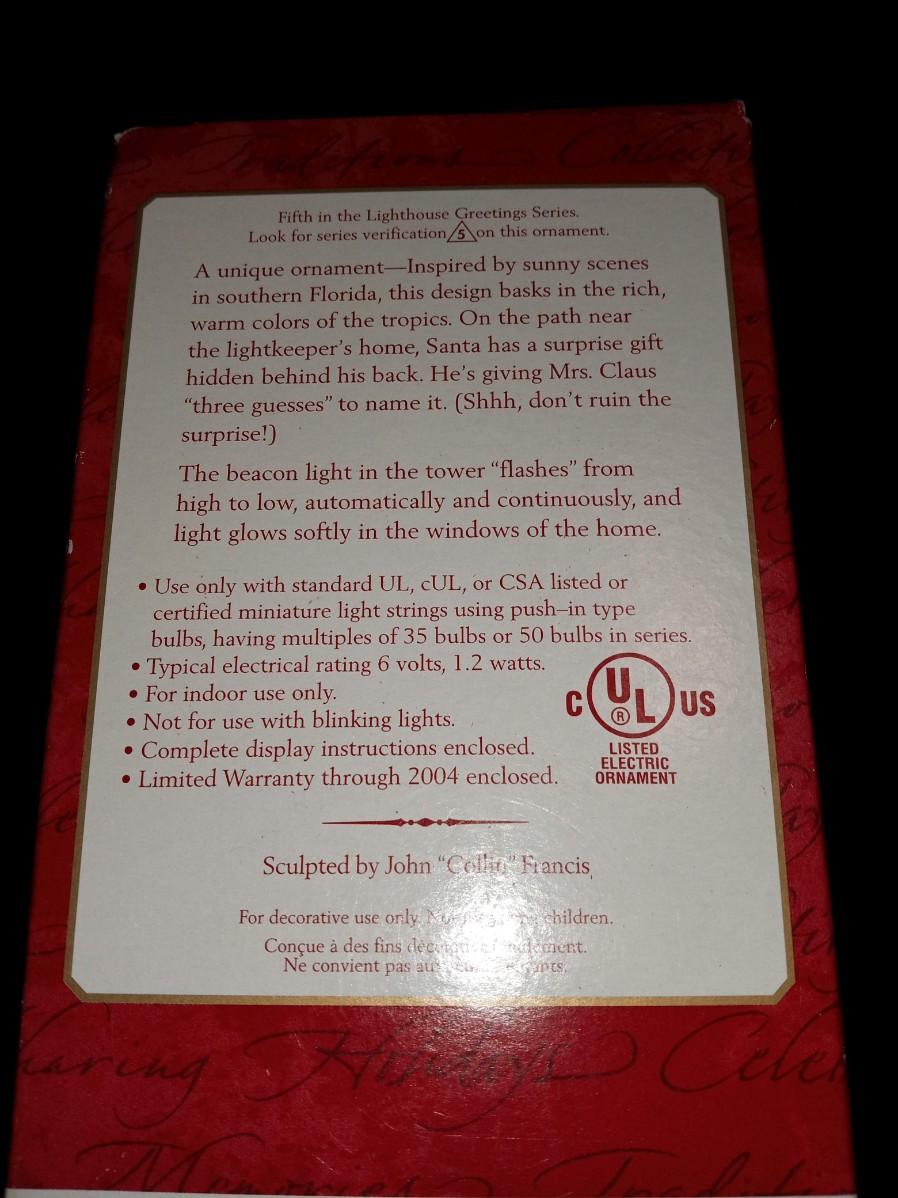 Traditions Collecti
Fifth in the Lighthouse Greetings Series.
Look for series verification 5 on this ornament.
A unique ornament—Inspired by sunny scenes
in southern Florida, this design basks in the rich,
warm colors of the tropics. On the path near
the lightkeeper's home, Santa has a surprise gift
hidden behind his back. He's giving Mrs. Claus
“three guesses” to name it. (Shhh, don't ruin the
surprise!)
The beacon light in the tower “flashes” from
high to low, automatically and continuously, and
light glows softly in the windows of the home.
• Use only with standard UL, cUL, or CSA listed or
certified miniature light strings using push–in type
bulbs, having multiples of 35 bulbs or 50 bulbs in series.
• Typical electrical rating 6 volts, 1.2 watts.
• For indoor use only.
• Not for use with blinking lights.
• Complete display instructions enclosed.
• Limited Warranty through 2004 enclosed.
C UL ® US
LISTED
ELECTRIC
ORNAMENT
Sculpted by John “Collin” Francis
For decorative use only. children.
Conçue à des fins
Ne convient pas
haring Holidays Cele
Memories Traditi